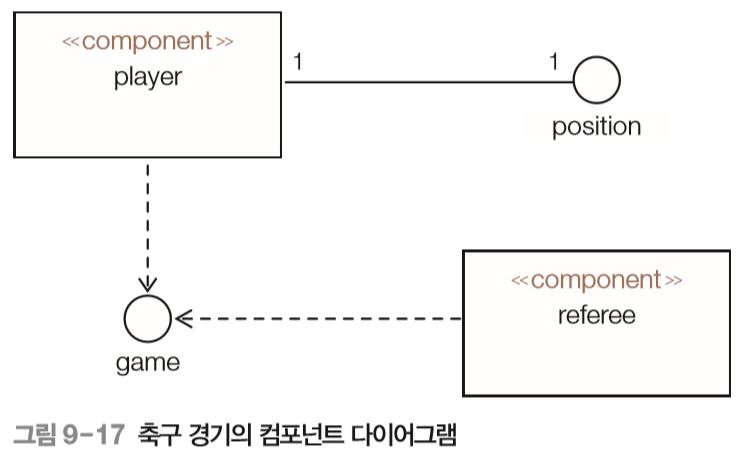 <<component>>
player
1
1
position
<<component>>
referee
game
그림 9-17 축구 경기의 컴포넌트 다이어그램